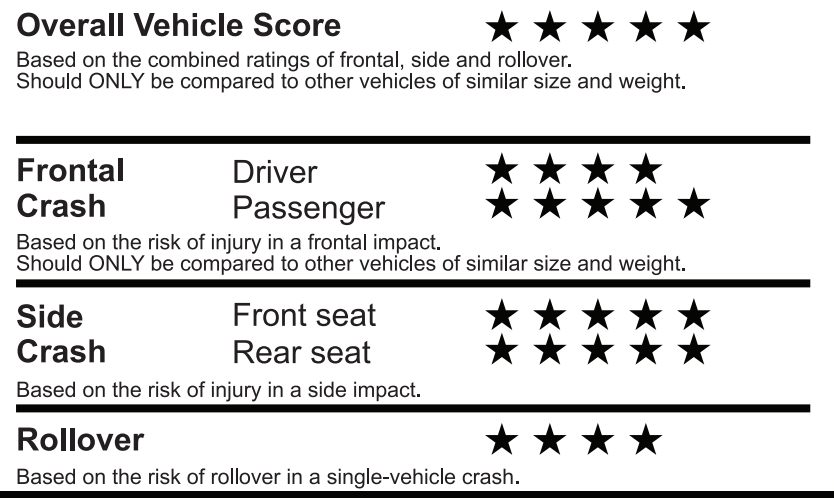 Overall Vehicle Score ★ ★ ★ ★ ★
Based on the combined ratings of frontal, side and rollover.
Should ONLY be compared to other vehicles of similar size and weight.
Frontal Driver ★ ★ ★ ★
Crash Passenger ★ ★ ★ ★ ★
Based on the risk of injury in a frontal impact.
Should ONLY be compared to other vehicles of similar size and weight.
Side Front seat ★ ★ ★ ★ ★
Crash Rear seat ★ ★ ★ ★ ★
Based on the risk of injury in a side impact.
Rollover ★ ★ ★ ★
Based on the risk of rollover in a single-vehicle crash.